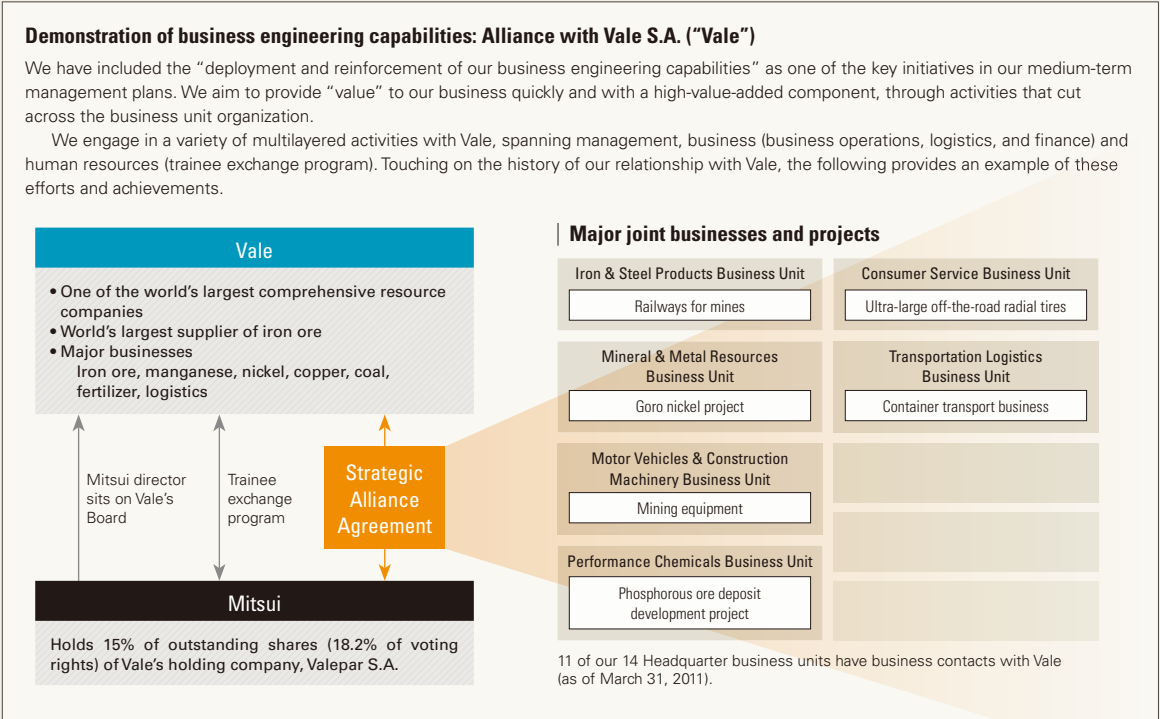 Demonstration of business engineering capabilities: Alliance with Vale S.A. (“Vale”)
We have included the “deployment and reinforcement of our business engineering capabilities” as one of the key initiatives in our medium-term
management plans. We aim to provide “value” to our business quickly and with a high-value-added component, through activities that cut
across the business unit organization.
We engage in a variety of multilayered activities with Vale, spanning management, business (business operations, logistics, and finance) and
human resources (trainee exchange program). Touching on the history of our relationship with Vale, the following provides an example of these
efforts and achievements.
Vale
• One of the world’s largest comprehensive resource
companies
• World’s largest supplier of iron ore
• Major businesses
Iron ore, manganese, nickel, copper, coal,
fertilizer, logistics
Mitsui director
sits on Vale’s
Board
Trainee
exchange
program
Strategic
Alliance
Agreement
Mitsui
Holds 15% of outstanding shares (18.2% of voting
rights) of Vale’s holding company, Valepar S.A.
Major joint businesses and projects
Iron & Steel Products Business Unit
Railways for mines
Consumer Service Business Unit
Ultra-large off-the-road radial tires
Mineral & Metal Resources
Business Unit
Goro nickel project
Transportation Logistics
Business Unit
Container transport business
Motor Vehicles & Construction
Machinery Business Unit
Mining equipment
Performance Chemicals Business Unit
Phosphorous ore deposit
development project
11 of our 14 Headquarter business units have business contacts with Vale
(as of March 31, 2011).